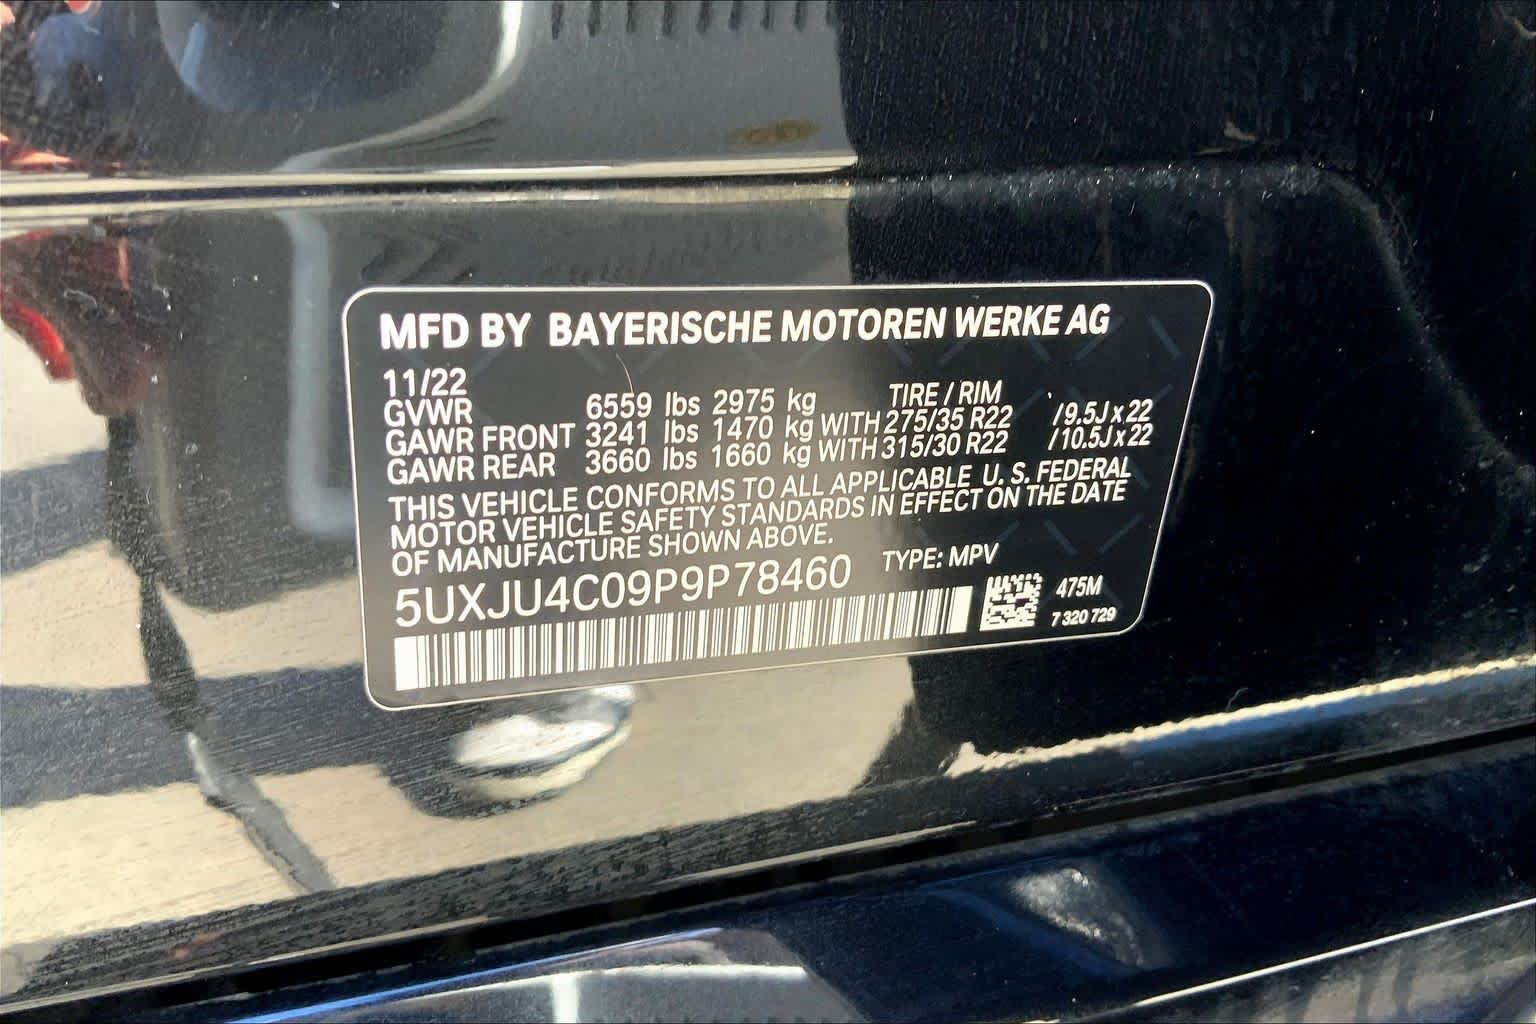 MFD BY BAYERISCHE MOTOREN WERKE AG
11/22
GVWR 6559 lbs 2975 kg TIRE / RIM
GAWR FRONT 3241 lbs 1470 kg WITH 275/35 R22 /9.5J x 22
GAWR REAR 3660 lbs 1660 kg WITH 315/30 R22 /10.5J x 22
THIS VEHICLE CONFORMS TO ALL APPLICABLE U. S. FEDERAL
MOTOR VEHICLE SAFETY STANDARDS IN EFFECT ON THE DATE
OF MANUFACTURE SHOWN ABOVE.
5UXJU4C09P9P78460 TYPE: MPV
475M
7 320 729